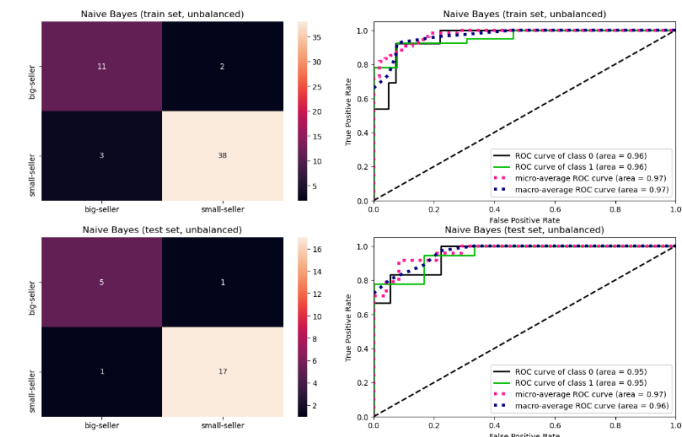 Naive Bayes (train set, unbalanced)
big-seller
small-seller
11
2
3
38
big-seller
small-seller
35
30
25
20
15
10
5
Naive Bayes (train set, unbalanced)
True Positive Rate
1.0
0.8
0.6
0.4
0.2
0.0
ROC curve of class 0 (area = 0.96)
ROC curve of class 1 (area = 0.96)
micro-average ROC curve (area = 0.97)
macro-average ROC curve (area = 0.97)
0.0
0.2
0.4
0.6
0.8
1.0
False Positive Rate
Naive Bayes (test set, unbalanced)
big-seller
small-seller
5
1
1
17
big-seller
small-seller
16
14
12
10
8
6
4
2
Naive Bayes (test set, unbalanced)
True Positive Rate
1.0
0.8
0.6
0.4
0.2
0.0
ROC curve of class 0 (area = 0.95)
ROC curve of class 1 (area = 0.95)
micro-average ROC curve (area = 0.97)
macro-average ROC curve (area = 0.96)
0.0
0.2
0.4
0.6
0.8
1.0
False Positive Rate